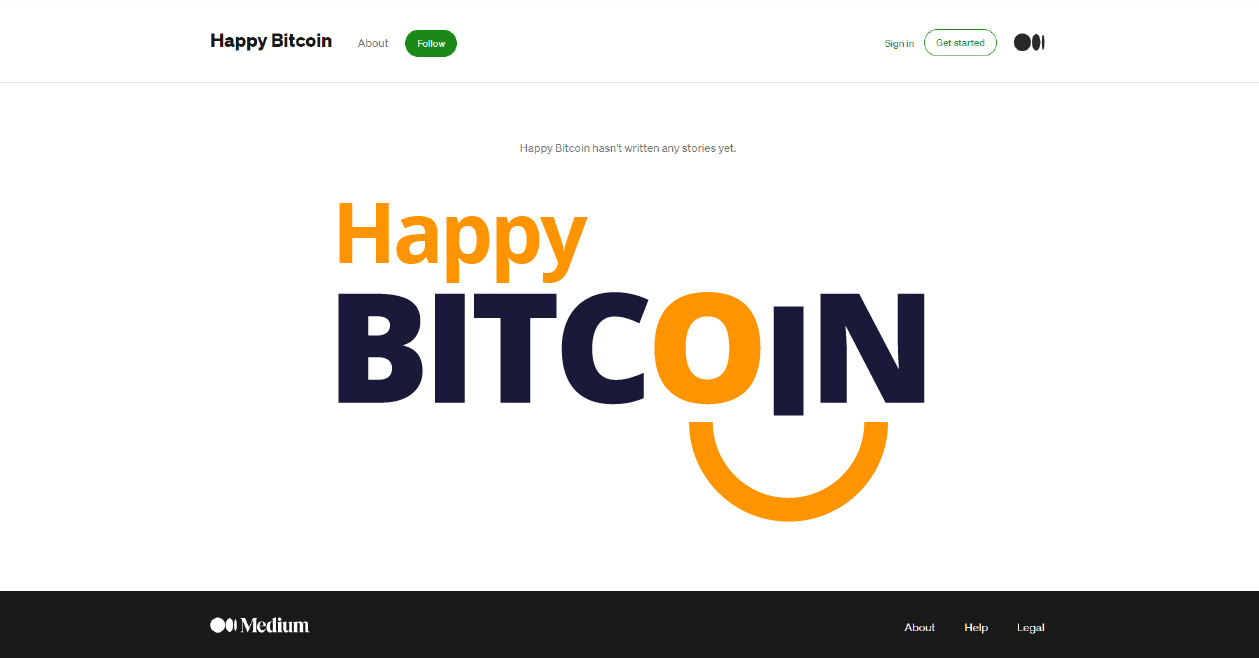 Happy Bitcoin About Follow Sign in Get started
Happy Bitcoin hasn't written any stories yet.
Happy
BITCOIN
Medium About Help Legal